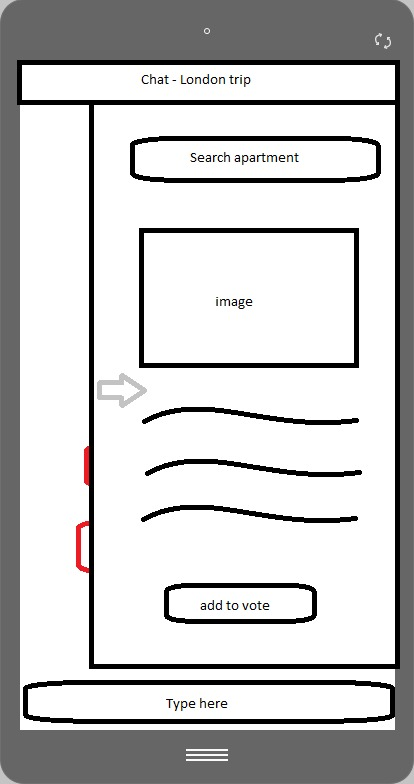 Chat - London trip
Search apartment
image
add to vote
Type here